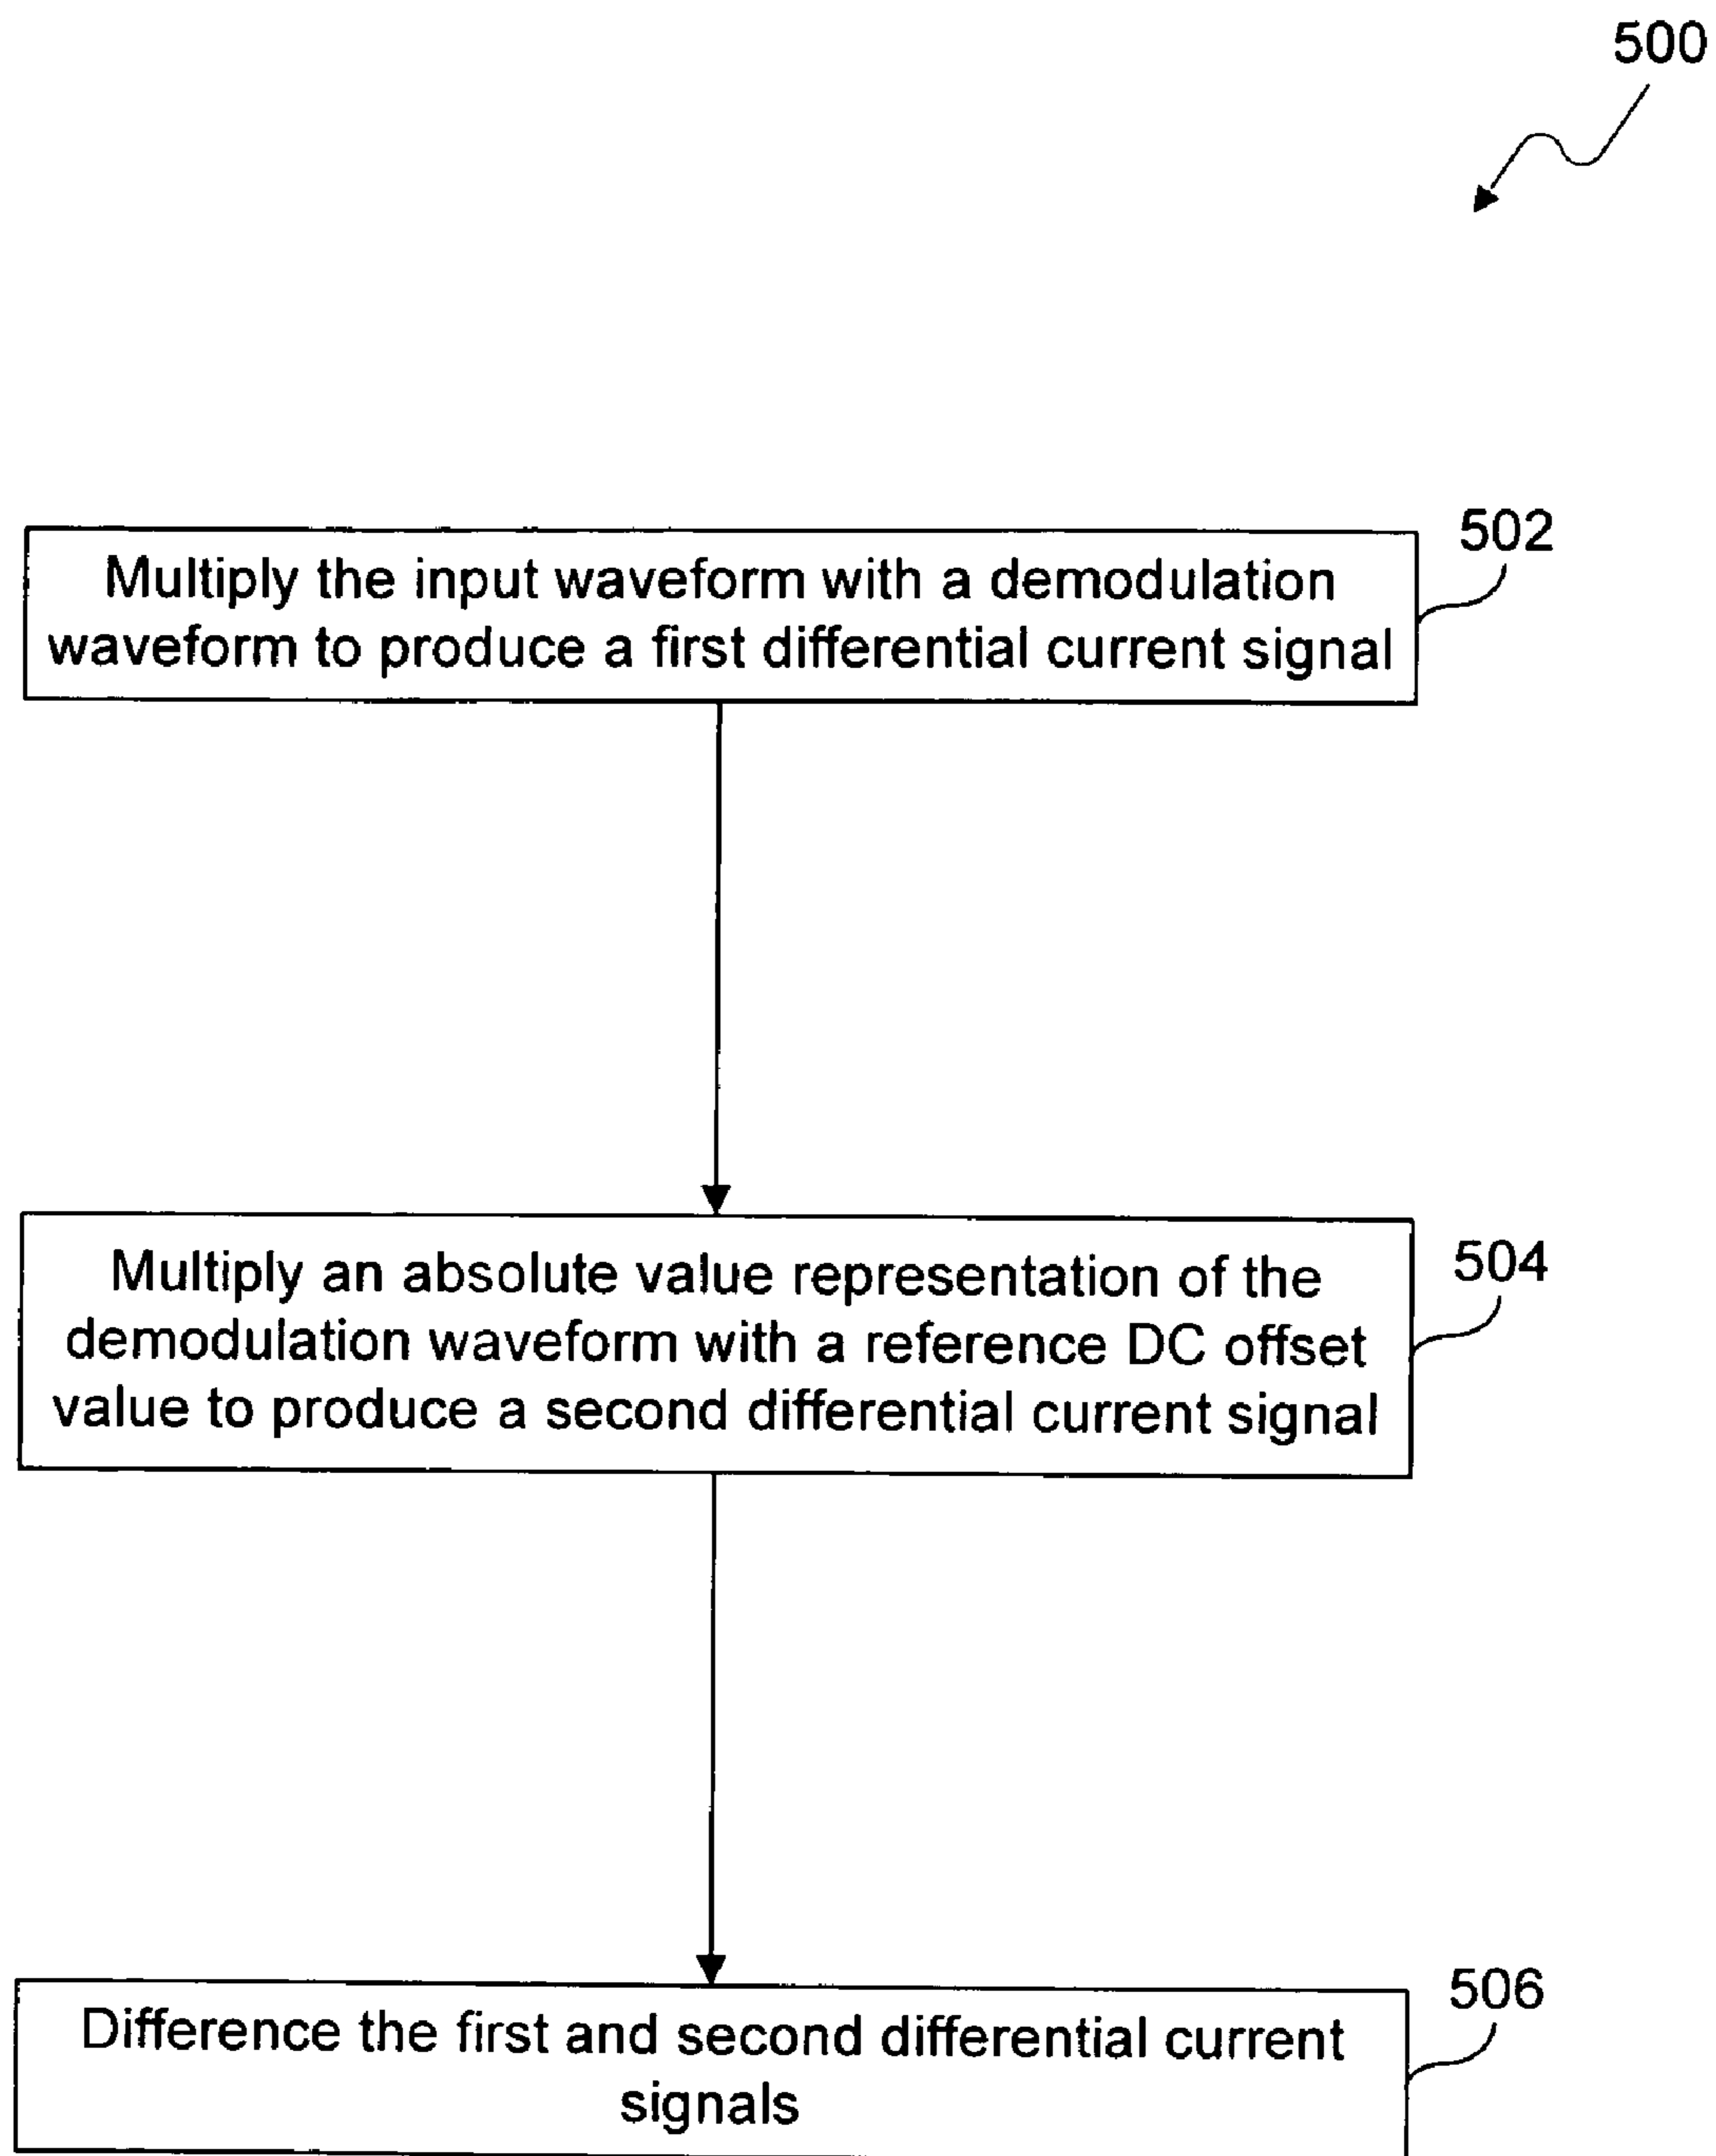 500
502
Multiply the input waveform with a demodulation
waveform to produce a first differential current signal
504
Multiply an absolute value representation of the
demodulation waveform with a reference DC offset
value to produce a second differential current signal
506
Difference the first and second differential current
signals